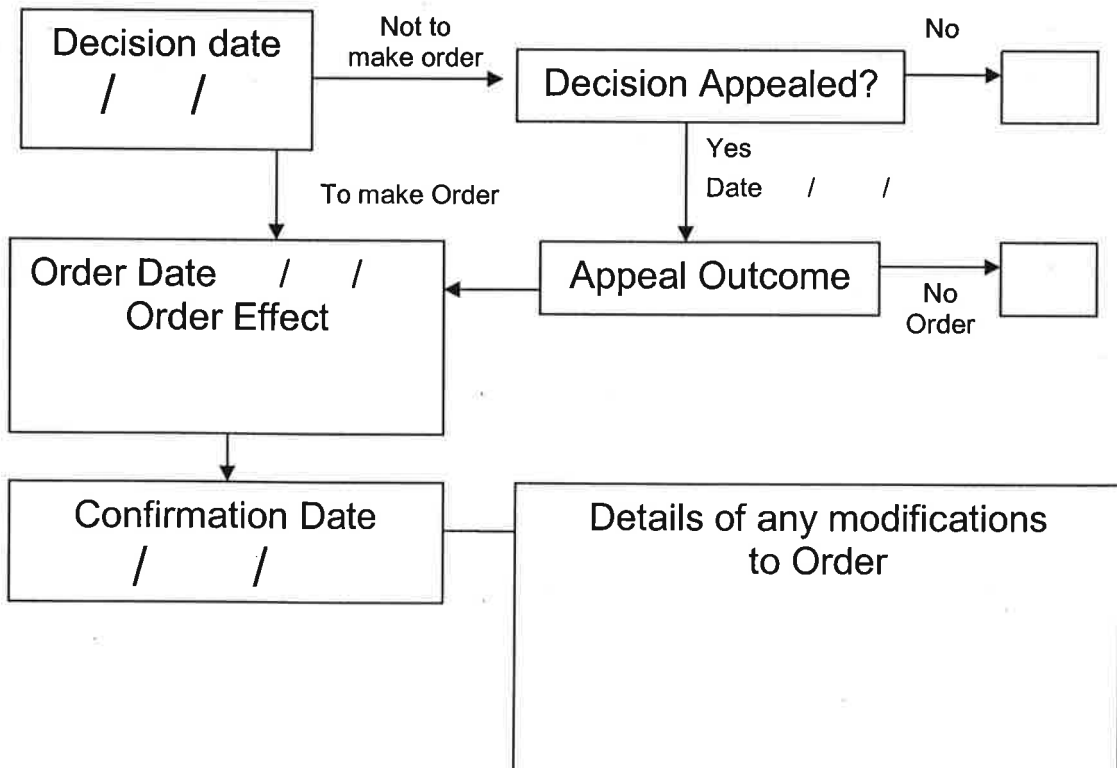 Decision date
/ /
Not to
make order
Decision Appealed?
No
Yes
Date / /
To make Order
Order Date / /
Order Effect
Appeal Outcome
No
Order
Confirmation Date
/ /
Details of any modifications
to Order